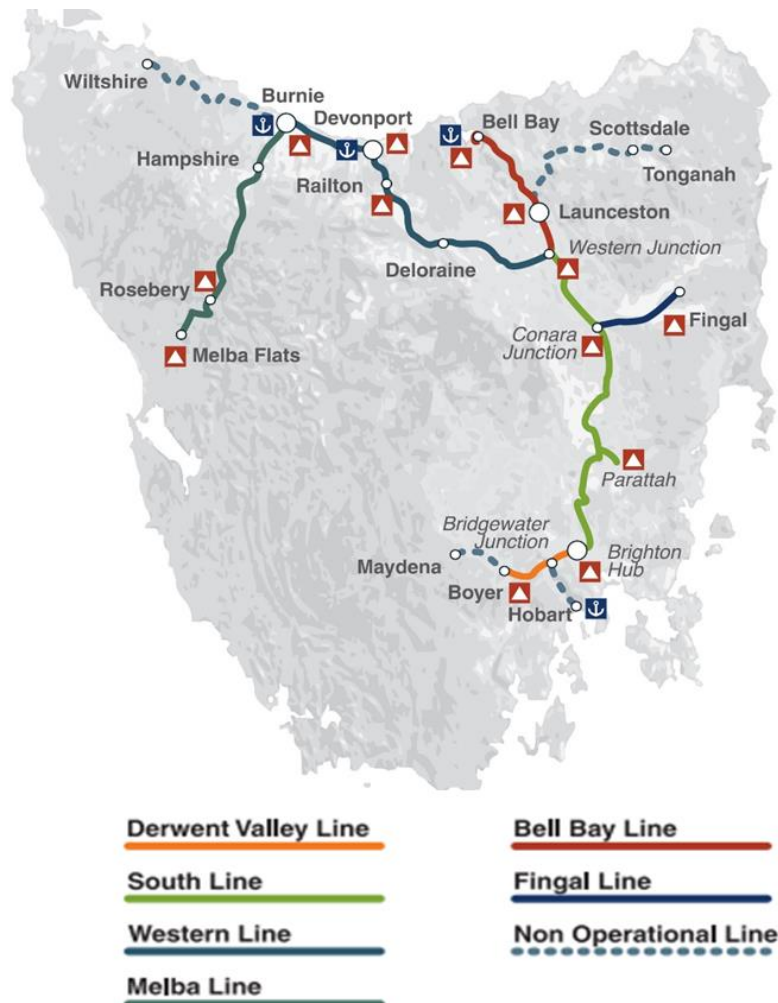 Wiltshire
Burnie
Devonport
Bell Bay
Scottsdale
Hampshire
Tonganah
Railton
Launceston
Western Junction
Deloraine
Rosebery
Fingal
Conara
Junction
Melba Flats
Parattah
Bridgewater
Junction
Maydena
Brighton
Hub
Boyer
Hobart
Derwent Valley Line
Bell Bay Line
South Line
Fingal Line
Western Line
Non Operational Line
Melba Line